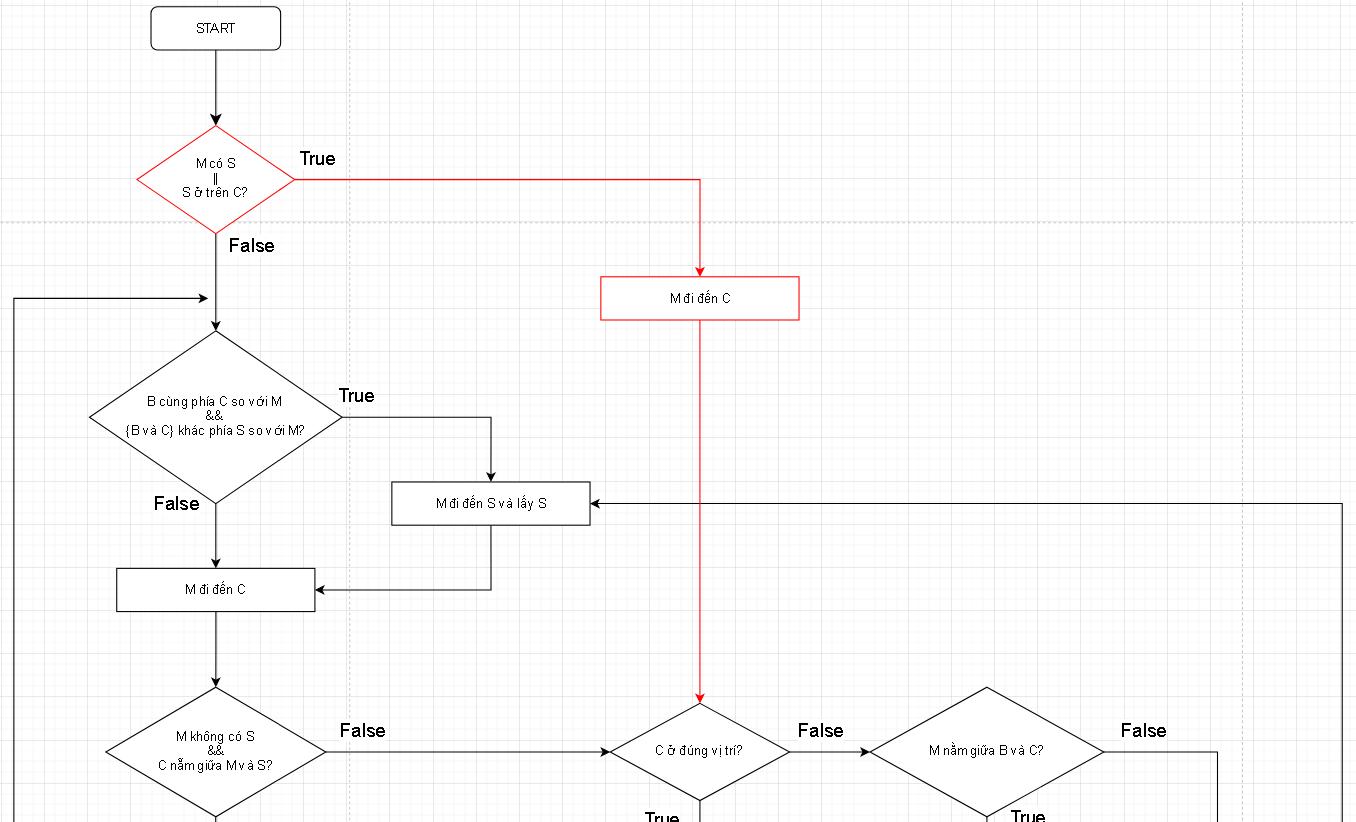 START
M có S
||
S ở trên C?
True
False
M đi đến C
B cùng phía C so với M
&&
{B và C} khác phía S so với M?
True
False
M đi đến S và lấy S
M đi đến C
M không có S
&&
C nằm giữa M và S?
False
C ở đúng vị trí?
False
M nằm giữa B và C?
False
True
True